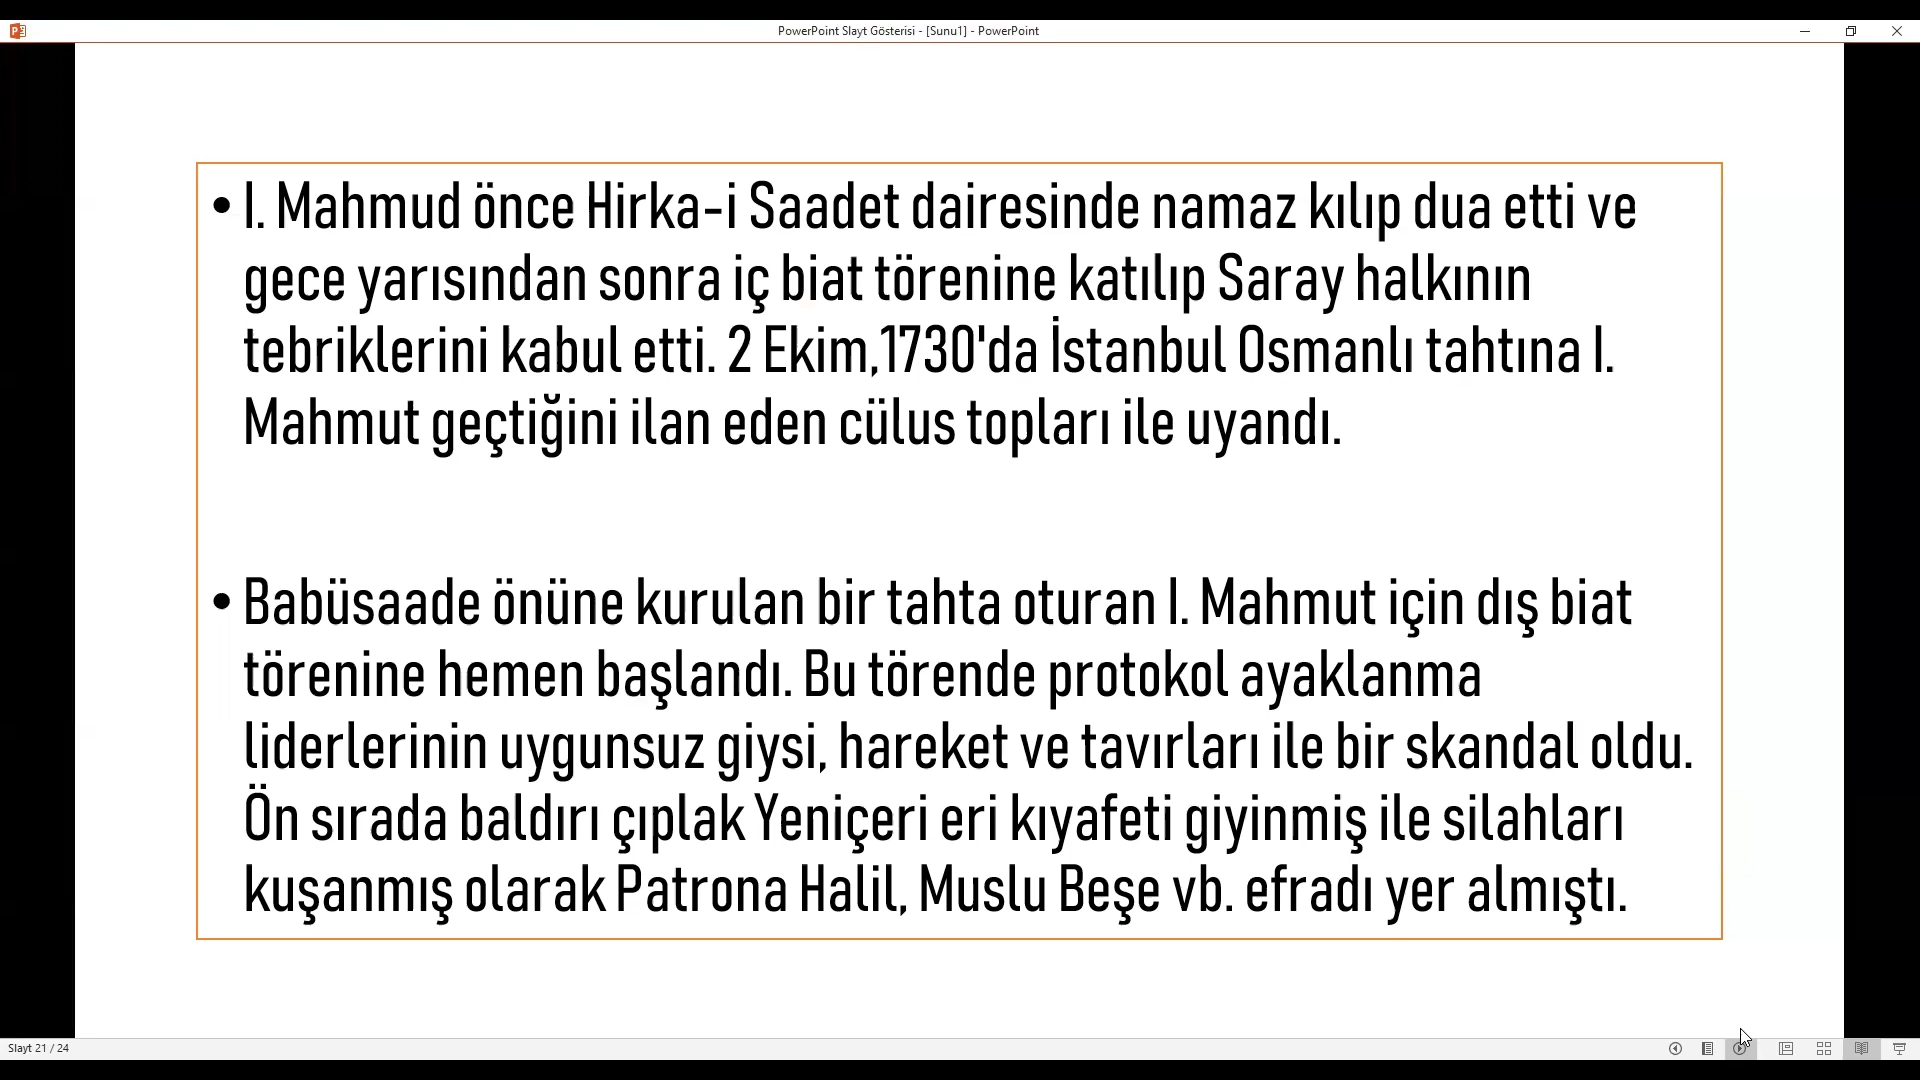 PowerPoint Slayt Gösterisi - [Sunu1] - PowerPoint
• I. Mahmud önce Hirka-i Saadet dairesinde namaz kılıp dua etti ve
gece yarısından sonra iç biat törenine katılıp Saray halkının
tebriklerini kabul etti. 2 Ekim,1730'da İstanbul Osmanlı tahtına I.
Mahmut geçtiğini ilan eden cülus topları ile uyandı.
• Babüsaade önüne kurulan bir tahta oturan I. Mahmut için dış biat
törenine hemen başlandı. Bu törende protokol ayaklanma
liderlerinin uygunsuz giysi, hareket ve tavırları ile bir skandal oldu.
Ön sırada baldırı çıplak Yeniçeri eri kıyafeti giyinmiş ile silahları
kuşanmış olarak Patrona Halil, Muslu Beşe vb. efradı yer almıştı.
Slayt 21 / 24